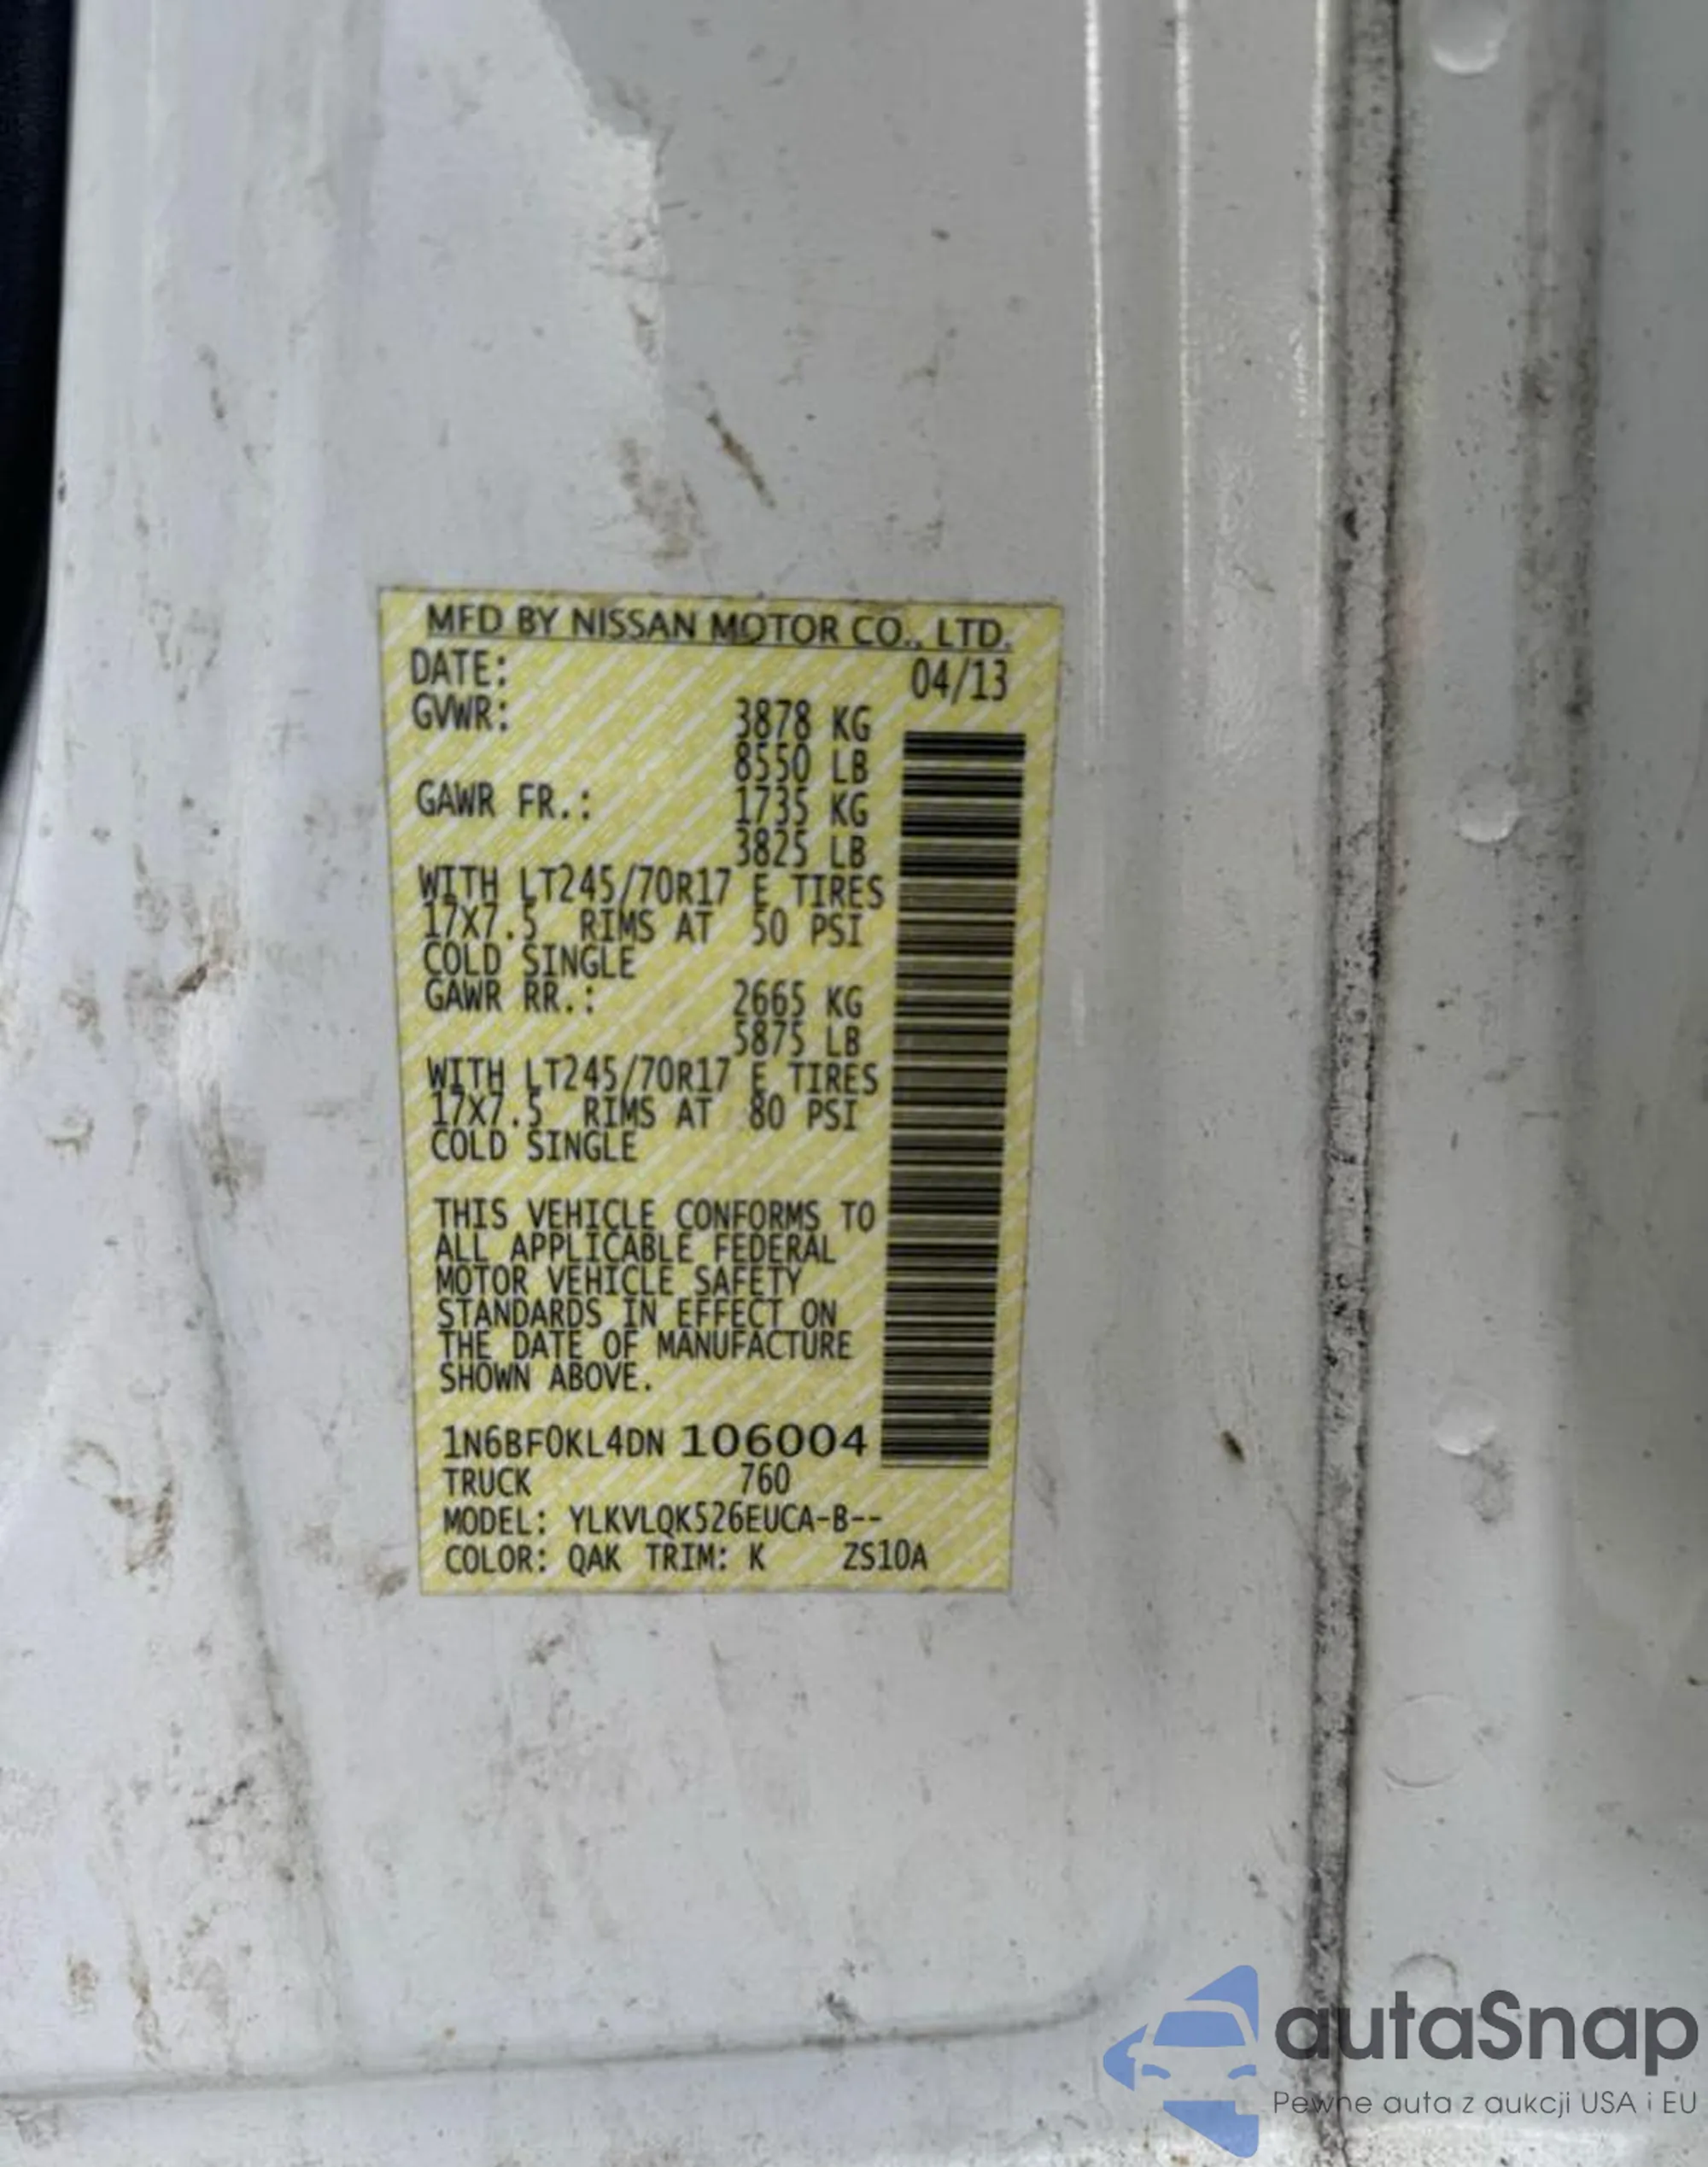 MFD BY NISSAN MOTOR CO., LTD.
DATE: 04/13
GVWR: 3878 KG
8550 LB
GAWR FR.: 1735 KG
3825 LB
WITH LT245/70R17 E TIRES
17X7.5 RIMS AT 50 PSI
COLD SINGLE
GAWR RR.: 2665 KG
5875 LB
WITH LT245/70R17 E TIRES
17X7.5 RIMS AT 80 PSI
COLD SINGLE
THIS VEHICLE CONFORMS TO
ALL APPLICABLE FEDERAL
MOTOR VEHICLE SAFETY
STANDARDS IN EFFECT ON
THE DATE OF MANUFACTURE
SHOWN ABOVE.
1N6BF0KL4DN 106004
TRUCK 760
MODEL: YLKVLQK526EUCA-B--
COLOR: QAK TRIM: K ZS10A
autaSnap
Pewne auta z aukcji USA i EU